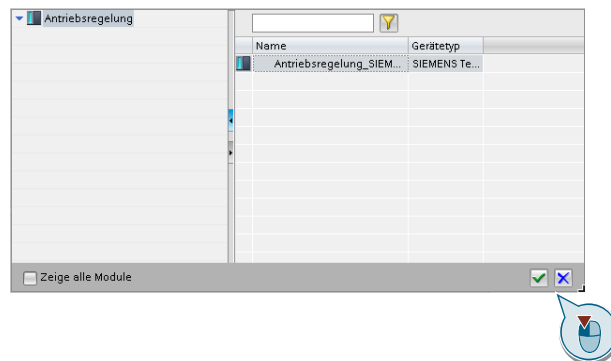 Antriebsregelung
Name Gerätetyp
Antriebsregelung_SIEM... SIEMENS Te...
Zeige alle Module